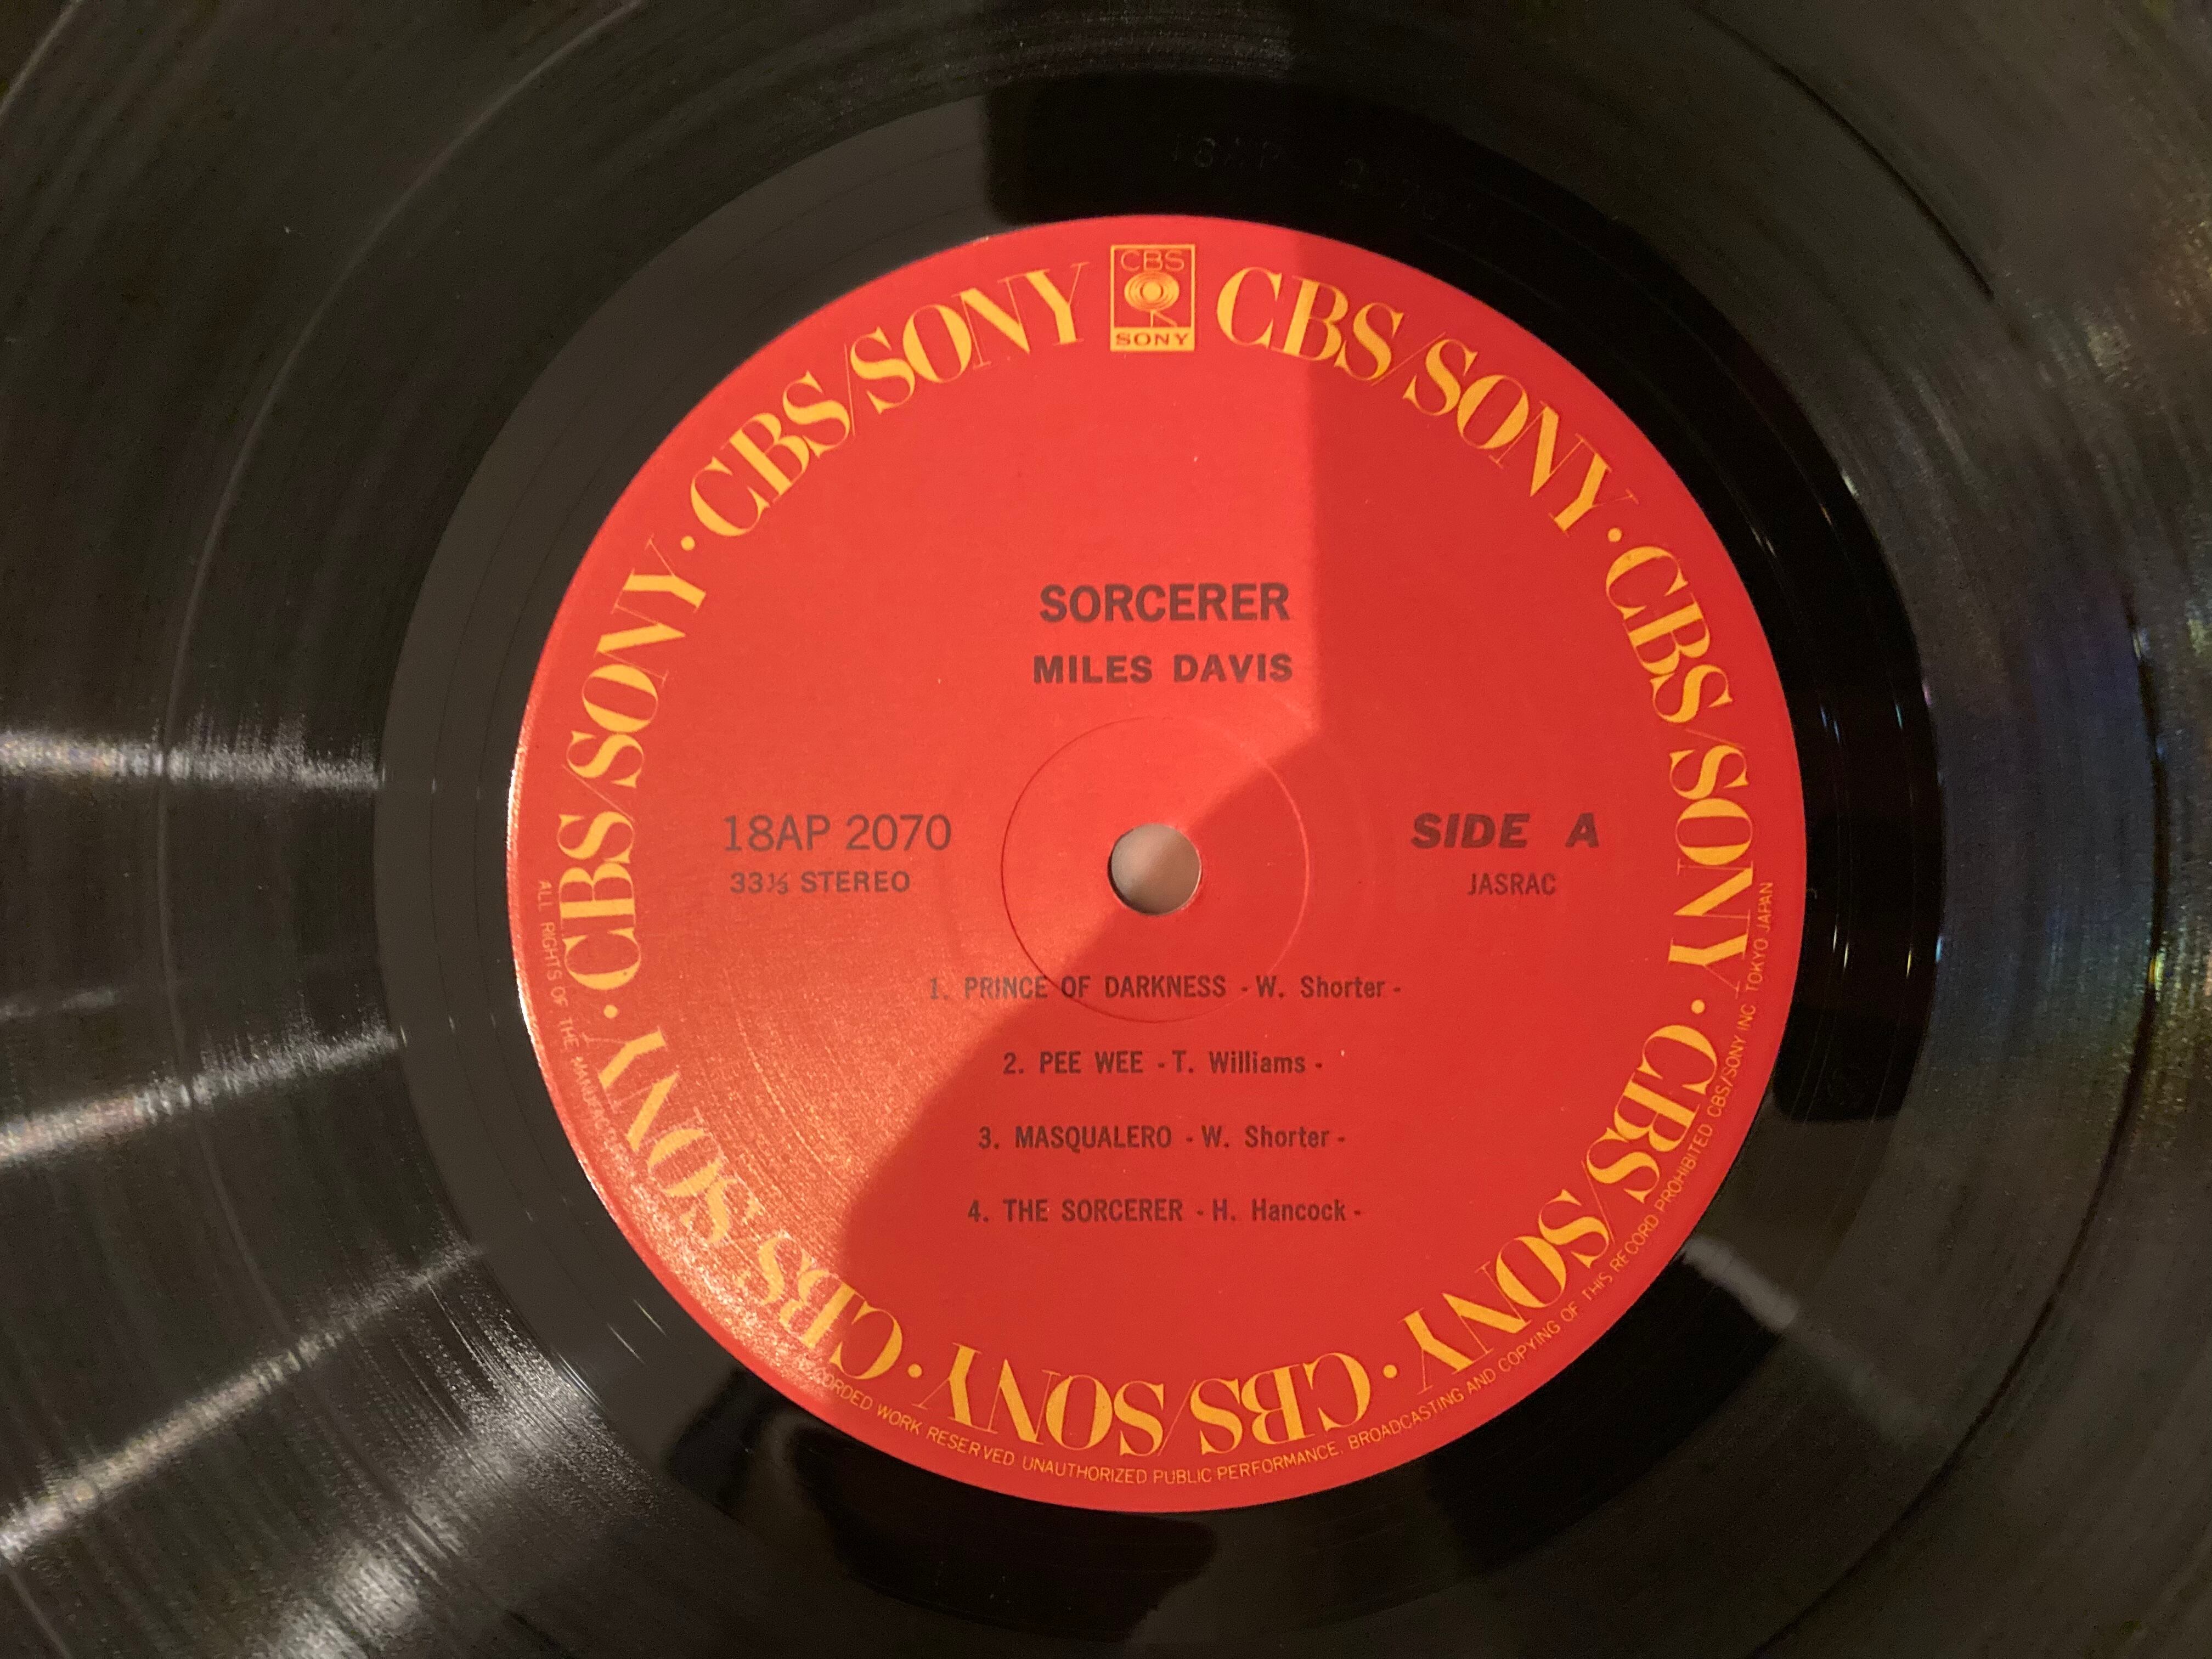 CBS
SONY
CBS/SONY · CBS/SONY · CBS/SONY · CBS/SONY · CBS/SONY · CBS/SONY · CBS/SONY
SORCERER
MILES DAVIS
18AP 2070
33⅓ STEREO
SIDE A
JASRAC
1. PRINCE OF DARKNESS - W. Shorter -
2. PEE WEE - T. Williams -
3. MASQUALERO - W. Shorter -
4. THE SORCERER - H. Hancock -
ALL RIGHTS OF THE RECORDED WORK RESERVED UNAUTHORIZED PUBLIC PERFORMANCE, BROADCASTING AND COPYING OF THIS RECORD PROHIBITED CBS/SONY INC. TOKYO JAPAN